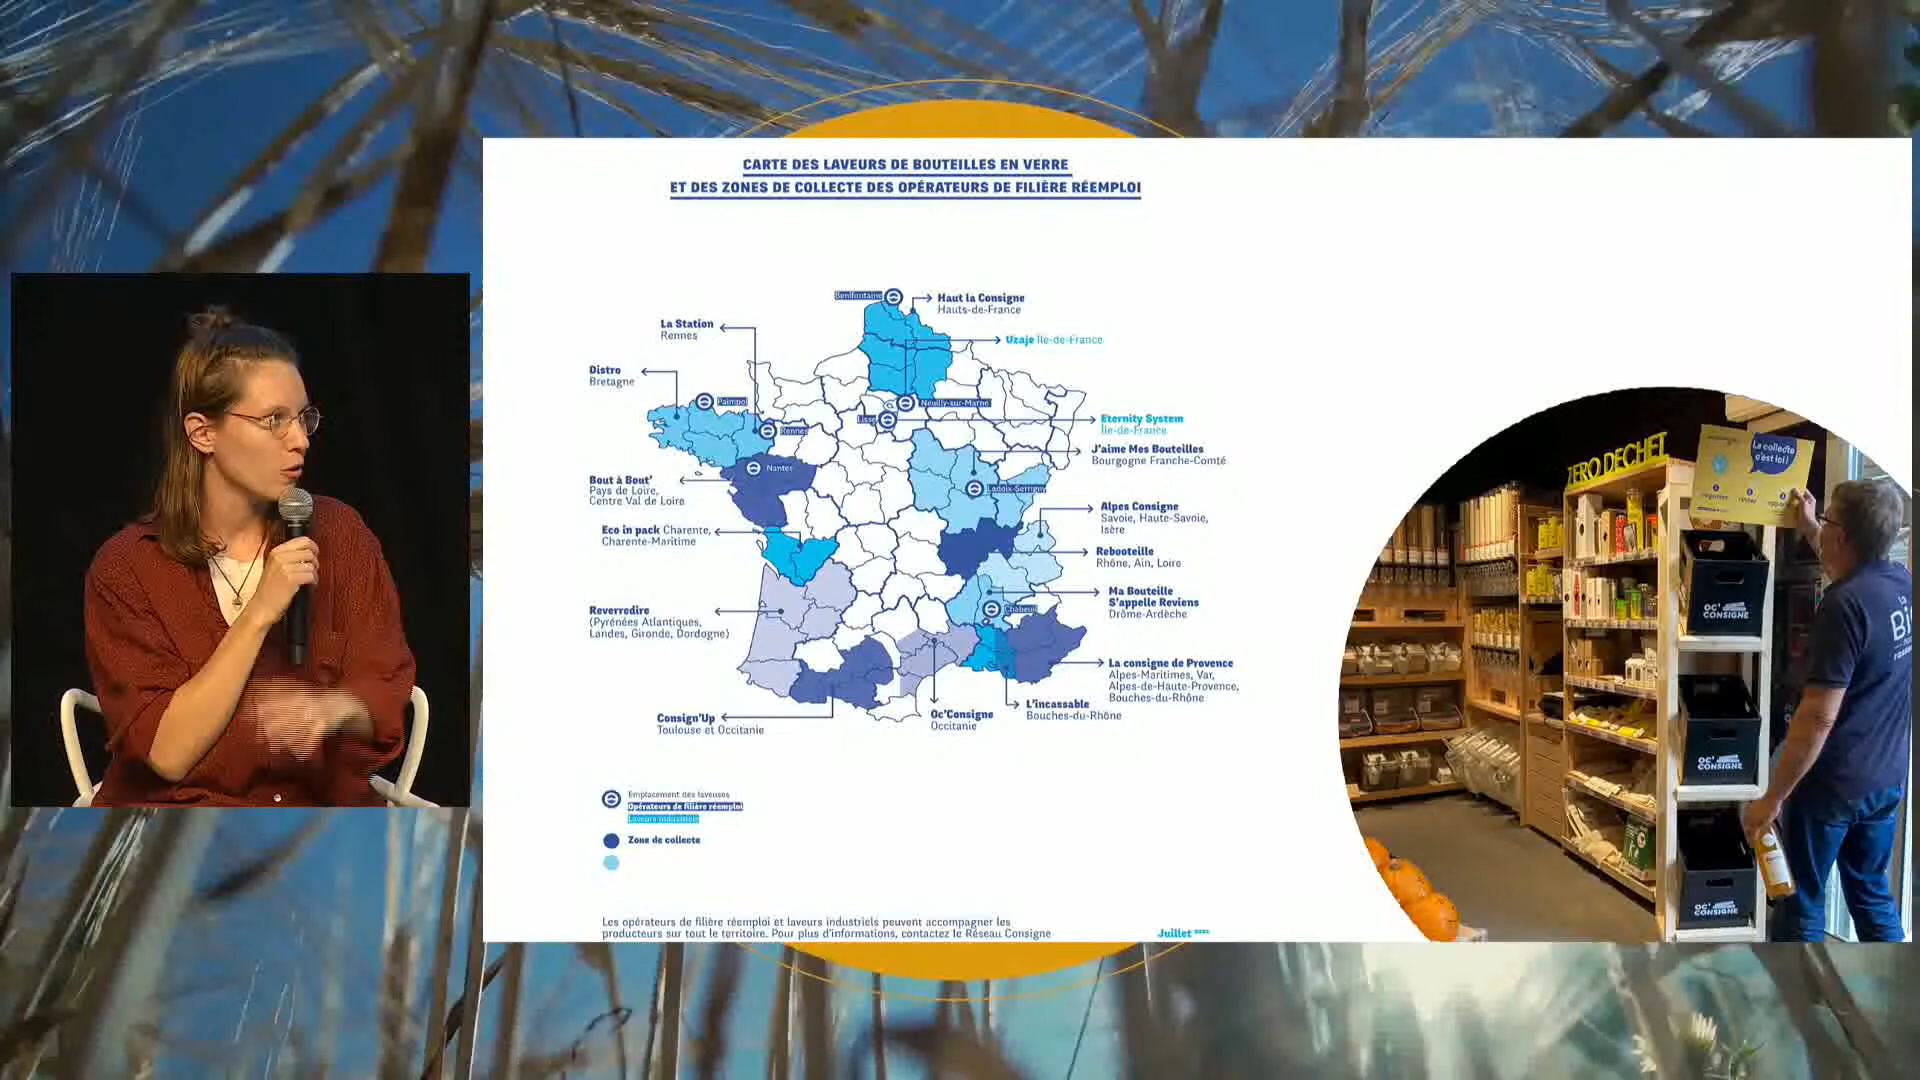 CARTE DES LAVEURS DE BOUTEILLES EN VERRE
ET DES ZONES DE COLLECTE DES OPÉRATEURS DE FILIÈRE RÉEMPLOI
Haut la Consigne
Hauts-de-France
La Station
Rennes
Uzaje Île-de-France
Distro
Bretagne
Paimpol
Neuilly-sur-Marne
Lisses
Rennes
Eternity System
Île-de-France
J'aime Mes Bouteilles
Bourgogne Franche-Comté
Nantes
Bout à Bout'
Pays de Loire,
Centre Val de Loire
Ladoix-Serrigny
Alpes Consigne
Savoie, Haute-Savoie,
Isère
Eco in pack Charente,
Charente-Maritime
Rebooteille
Rhône, Ain, Loire
Ma Bouteille
S'appelle Reviens
Drôme-Ardèche
Chabeuil
Reverredire
(Pyrénées Atlantiques,
Landes, Gironde, Dordogne)
La consigne de Provence
Alpes-Maritimes, Var,
Alpes-de-Haute-Provence,
Bouches-du-Rhône
L'incassable
Bouches-du-Rhône
Oc'Consigne
Occitanie
Consign'Up
Toulouse et Occitanie
Emplacement des laveuses
Opérateurs de filière réemploi
Laveurs industriels
Zone de collecte
Les opérateurs de filière réemploi et laveurs industriels peuvent accompagner les
producteurs sur tout le territoire. Pour plus d'informations, contactez le Réseau Consigne
Juillet
ZERO DECHET
La collecte
c'est ici !
OC'
CONSIGNE
OC'
CONSIGNE
OC'
CONSIGNE